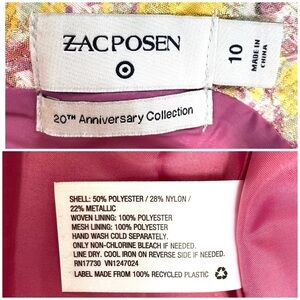 ZAC POSEN
10
MADE IN
CHINA
20TH Anniversary Collection
SHELL: 50% POLYESTER / 28% NYLON /
22% METALLIC
WOVEN LINING: 100% POLYESTER
MESH LINING: 100% POLYESTER
HAND WASH COLD SEPARATELY.
ONLY NON-CHLORINE BLEACH IF NEEDED.
LINE DRY. COOL IRON ON REVERSE SIDE IF NEEDED.
RN17730 VN1247024
LABEL MADE FROM 100% RECYCLED PLASTIC